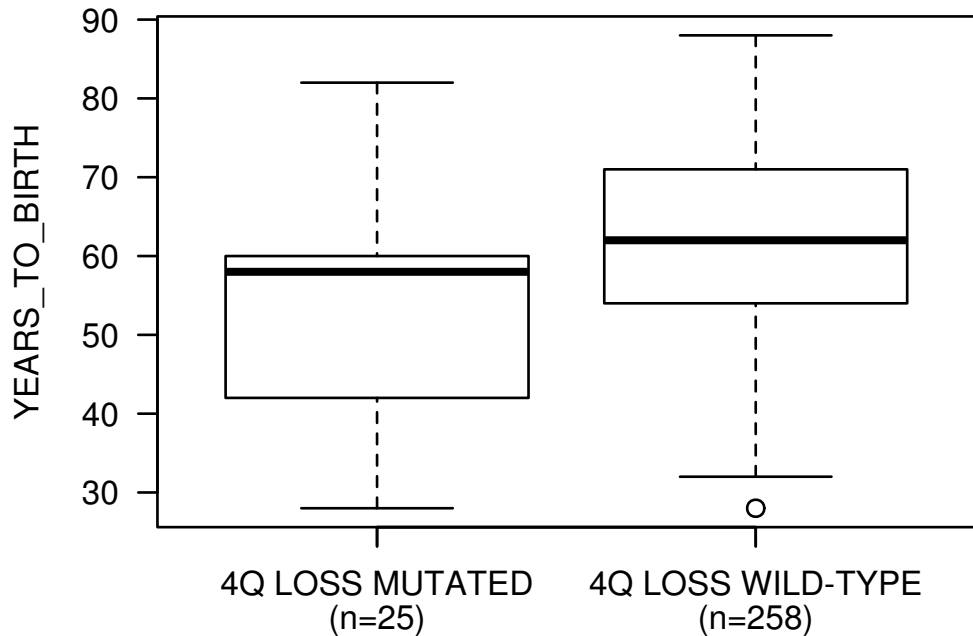 YEARS_TO_BIRTH
90
80
70
60
50
40
30
4Q LOSS MUTATED
(n=25)
4Q LOSS WILD-TYPE
(n=258)